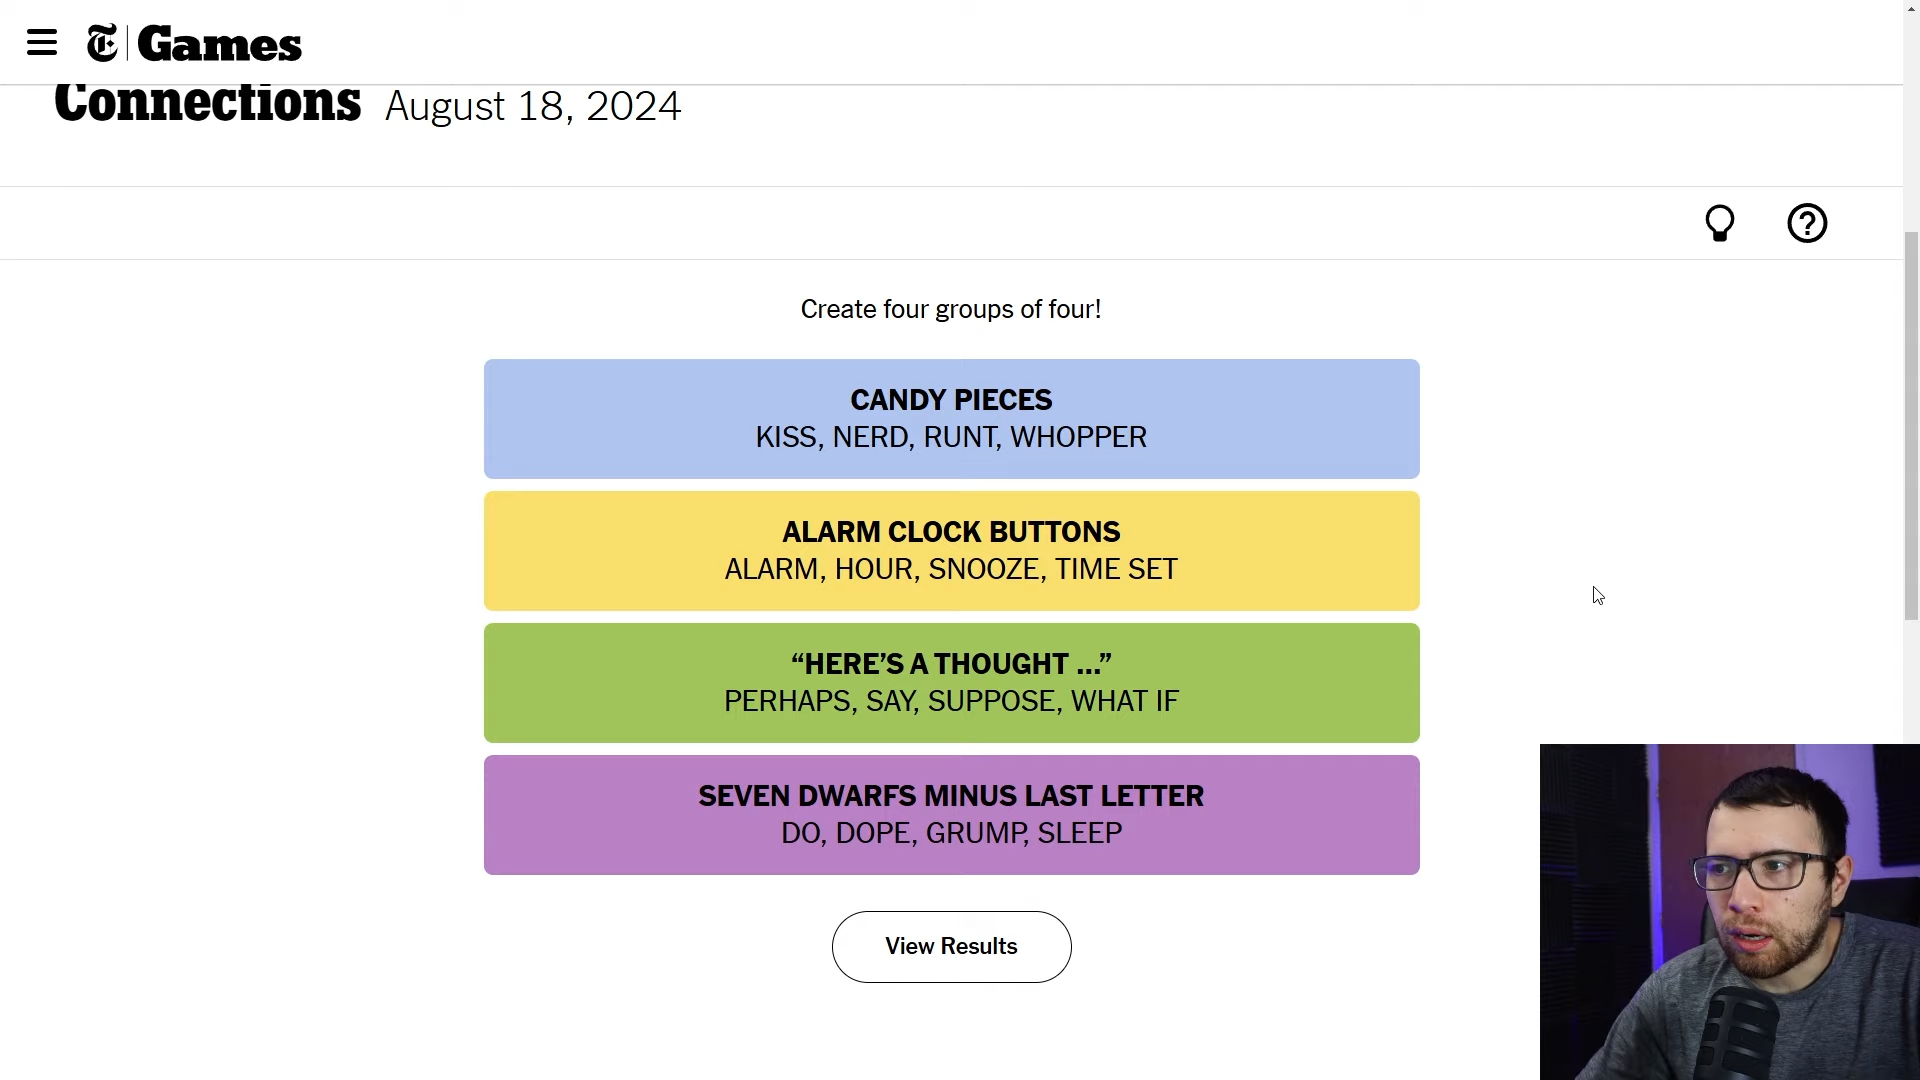 T Games
Connections August 18, 2024
Create four groups of four!
CANDY PIECES
KISS, NERD, RUNT, WHOPPER
ALARM CLOCK BUTTONS
ALARM, HOUR, SNOOZE, TIME SET
“HERE’S A THOUGHT ...”
PERHAPS, SAY, SUPPOSE, WHAT IF
SEVEN DWARFS MINUS LAST LETTER
DO, DOPE, GRUMP, SLEEP
View Results